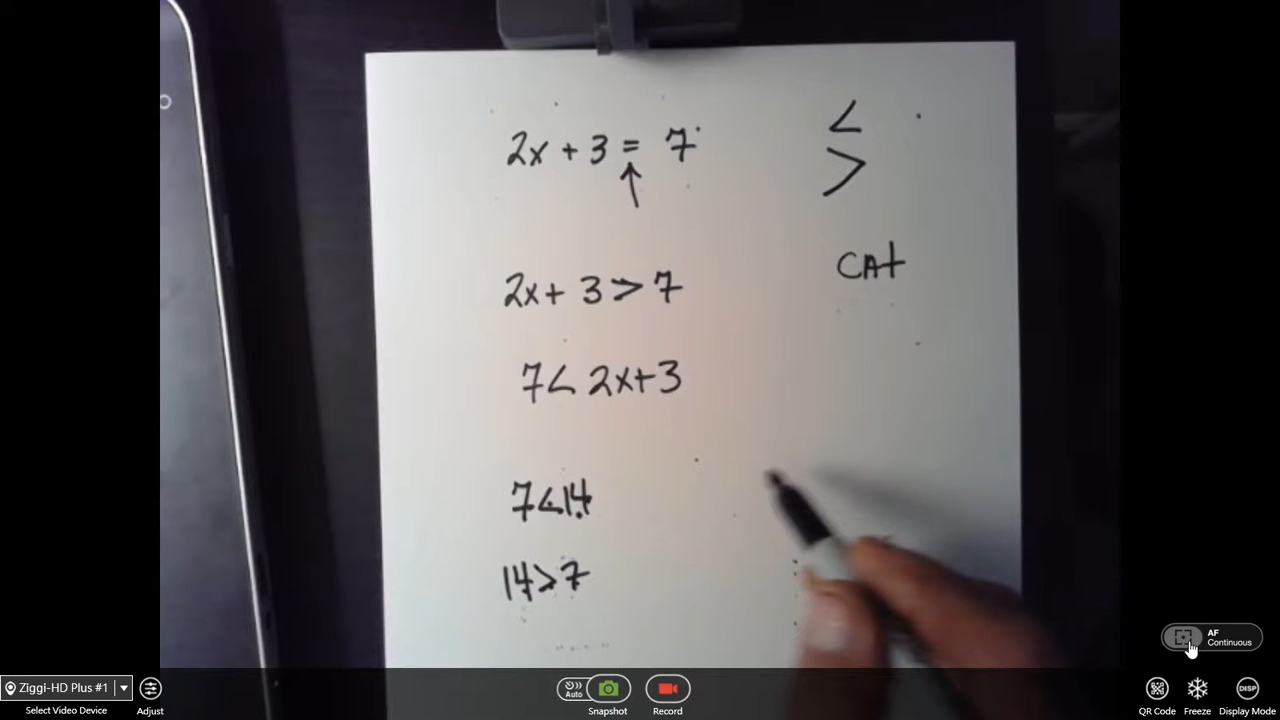 2x + 3 = 7
<
>
CAt
2x + 3 > 7
7 < 2x+3
7 < 14
14 > 7
AF
Continuous
Ziggi-HD Plus #1
Select Video Device
Adjust
Auto
Snapshot
Record
QR Code
Freeze
DISP
Display Mode